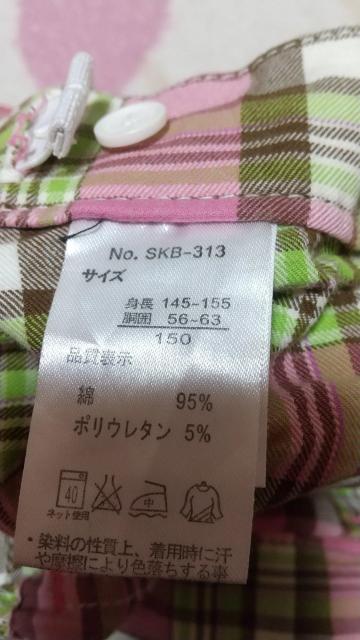 No. SKB-313
サイズ
身長 145-155
胴囲 56-63
150
品質表示
綿 95%
ポリウレタン 5%
40 中
ネット使用
・染料の性質上、着用時に汗
や摩擦により色落ちする事